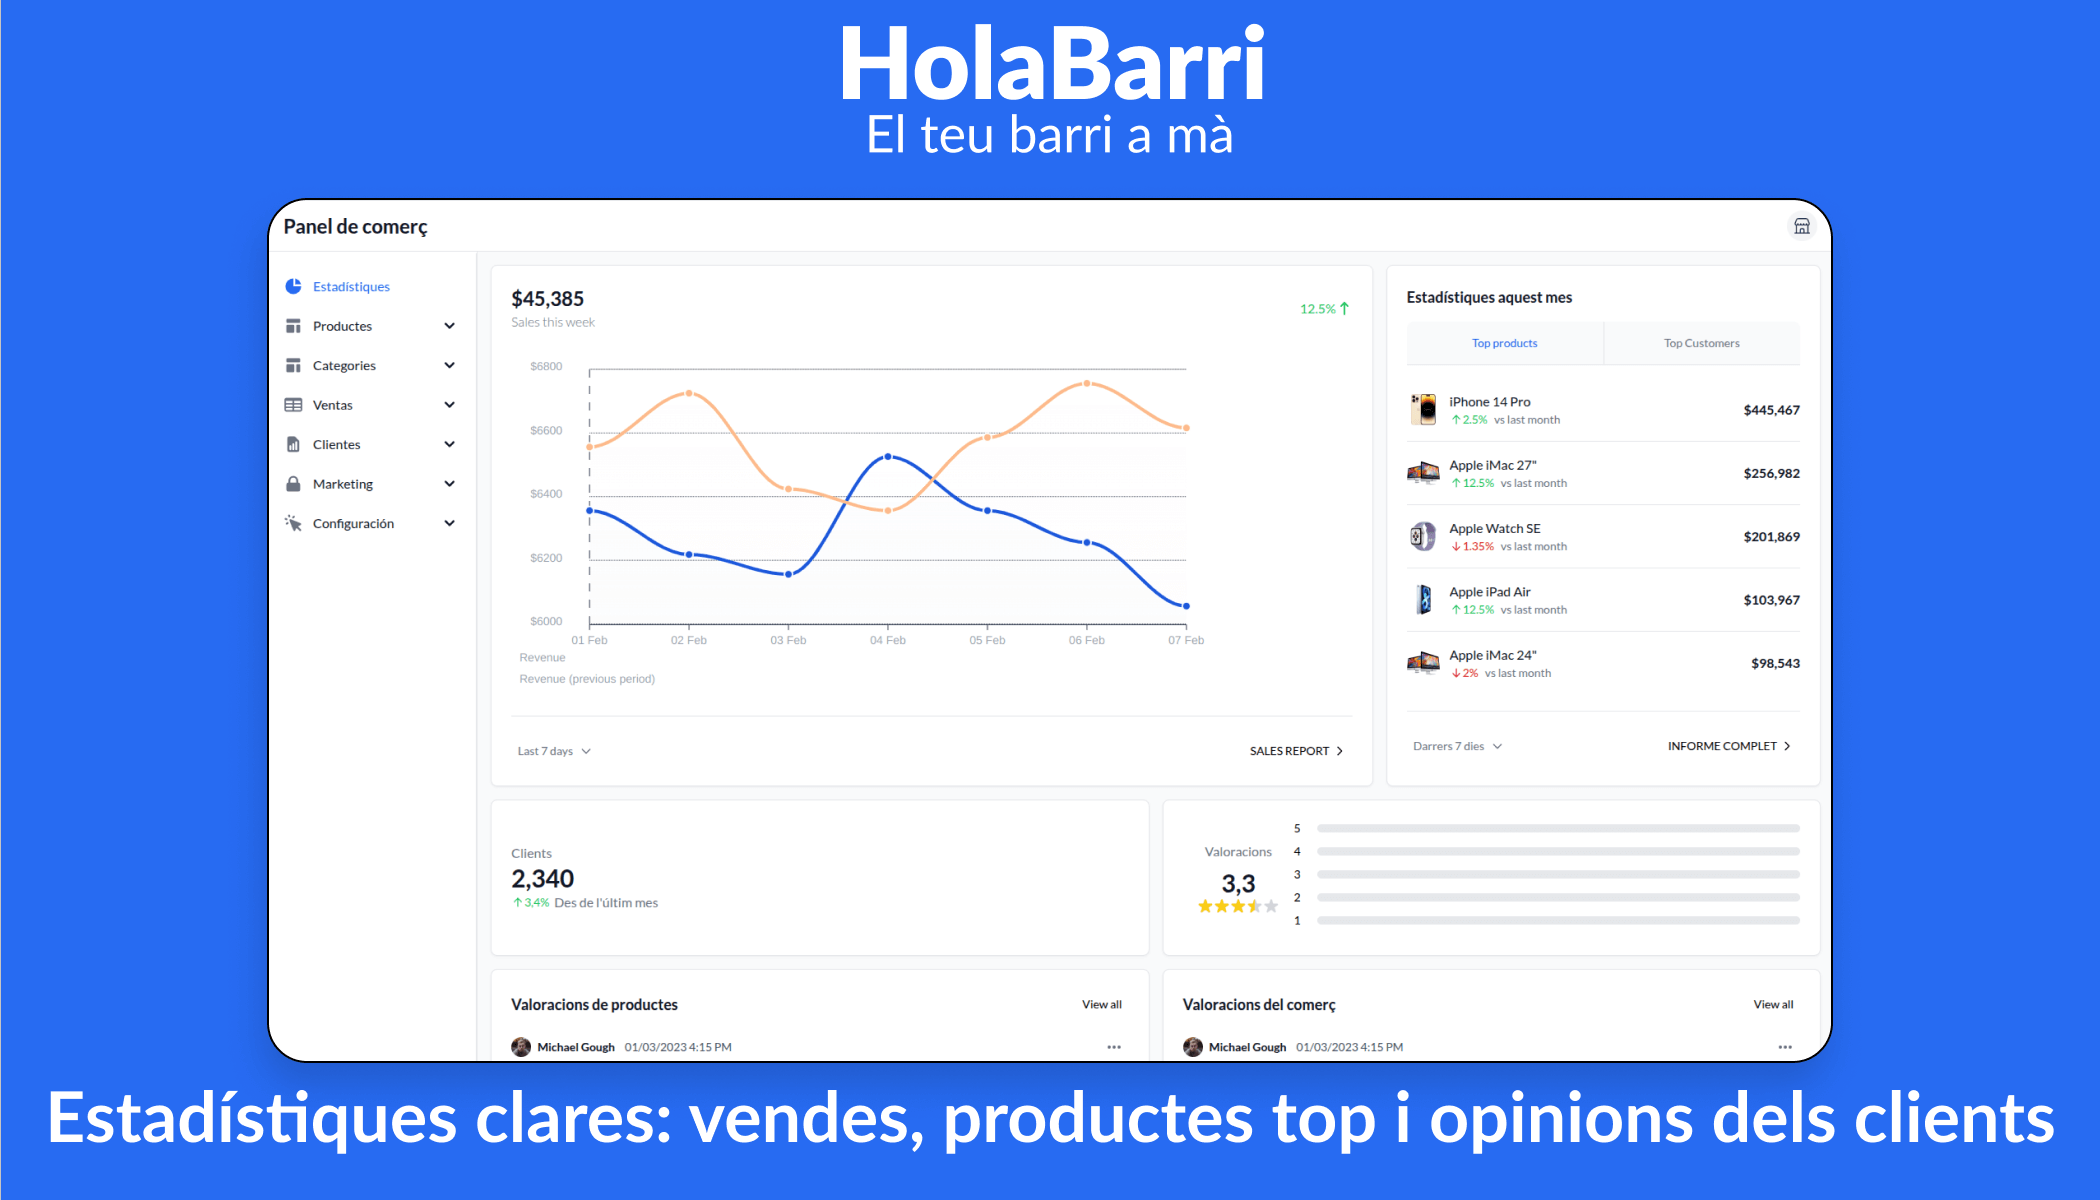 HolaBarri
El teu barri a mà
Panel de comerç
Estadístiques
Productes
Categories
Ventas
Clientes
Marketing
Configuración
$45,385
Sales this week
12.5%
$6800
$6600
$6400
$6200
$6000
01 Feb 02 Feb 03 Feb 04 Feb 05 Feb 06 Feb 07 Feb
Revenue
Revenue (previous period)
Last 7 days
SALES REPORT
Estadístiques aquest mes
Top products Top Customers
iPhone 14 Pro
2.5% vs last month
$445,467
Apple iMac 27"
12.5% vs last month
$256,982
Apple Watch SE
1.35% vs last month
$201,869
Apple iPad Air
12.5% vs last month
$103,967
Apple iMac 24"
2% vs last month
$98,543
Darrers 7 dies
INFORME COMPLET
Clients
2,340
3,4% Des de l'últim mes
Valoracions
3,3
5
4
3
2
1
Valoracions de productes
View all
Michael Gough 01/03/2023 4:15 PM
Valoracions del comerç
View all
Michael Gough 01/03/2023 4:15 PM
Estadístiques clares: vendes, productes top i opinions dels clients